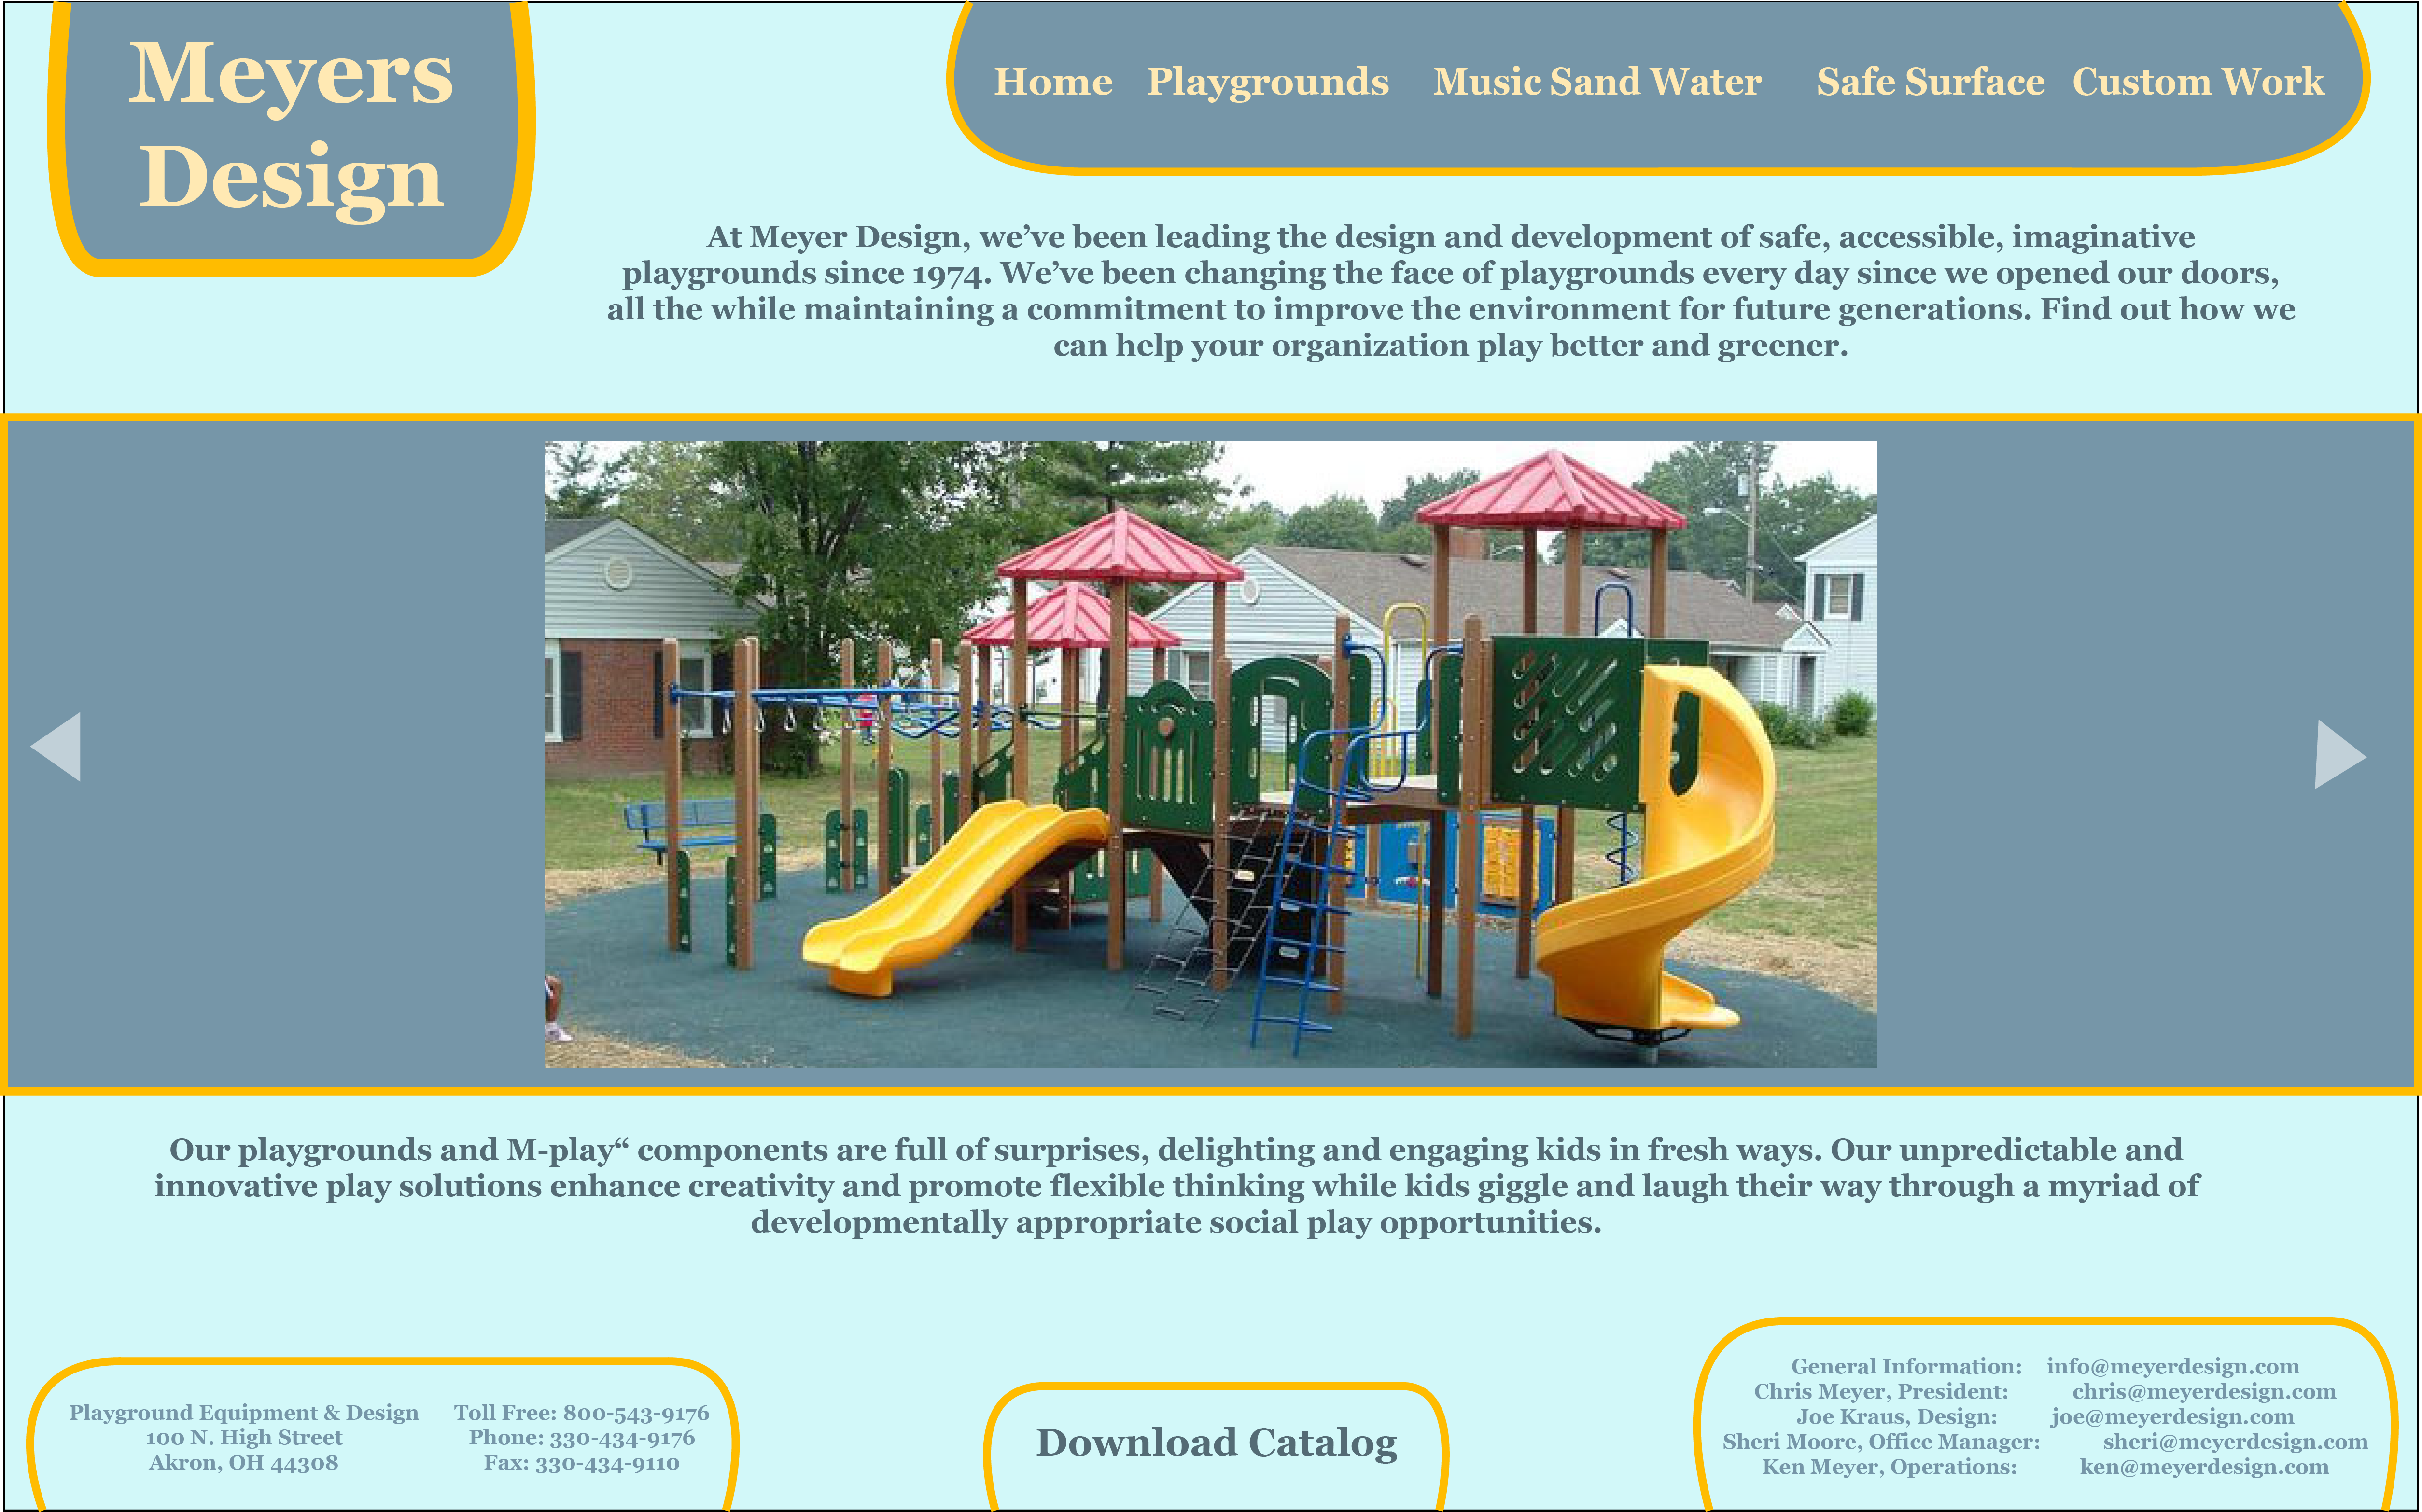 Meyers
Design
Home Playgrounds Music Sand Water Safe Surface Custom Work
At Meyer Design, we’ve been leading the design and development of safe, accessible, imaginative
playgrounds since 1974. We’ve been changing the face of playgrounds every day since we opened our doors,
all the while maintaining a commitment to improve the environment for future generations. Find out how we
can help your organization play better and greener.
Our playgrounds and M-play“ components are full of surprises, delighting and engaging kids in fresh ways. Our unpredictable and
innovative play solutions enhance creativity and promote flexible thinking while kids giggle and laugh their way through a myriad of
developmentally appropriate social play opportunities.
Playground Equipment & Design
100 N. High Street
Akron, OH 44308
Toll Free: 800-543-9176
Phone: 330-434-9176
Fax: 330-434-9110
Download Catalog
General Information: info@meyerdesign.com
Chris Meyer, President: chris@meyerdesign.com
Joe Kraus, Design: joe@meyerdesign.com
Sheri Moore, Office Manager: sheri@meyerdesign.com
Ken Meyer, Operations: ken@meyerdesign.com